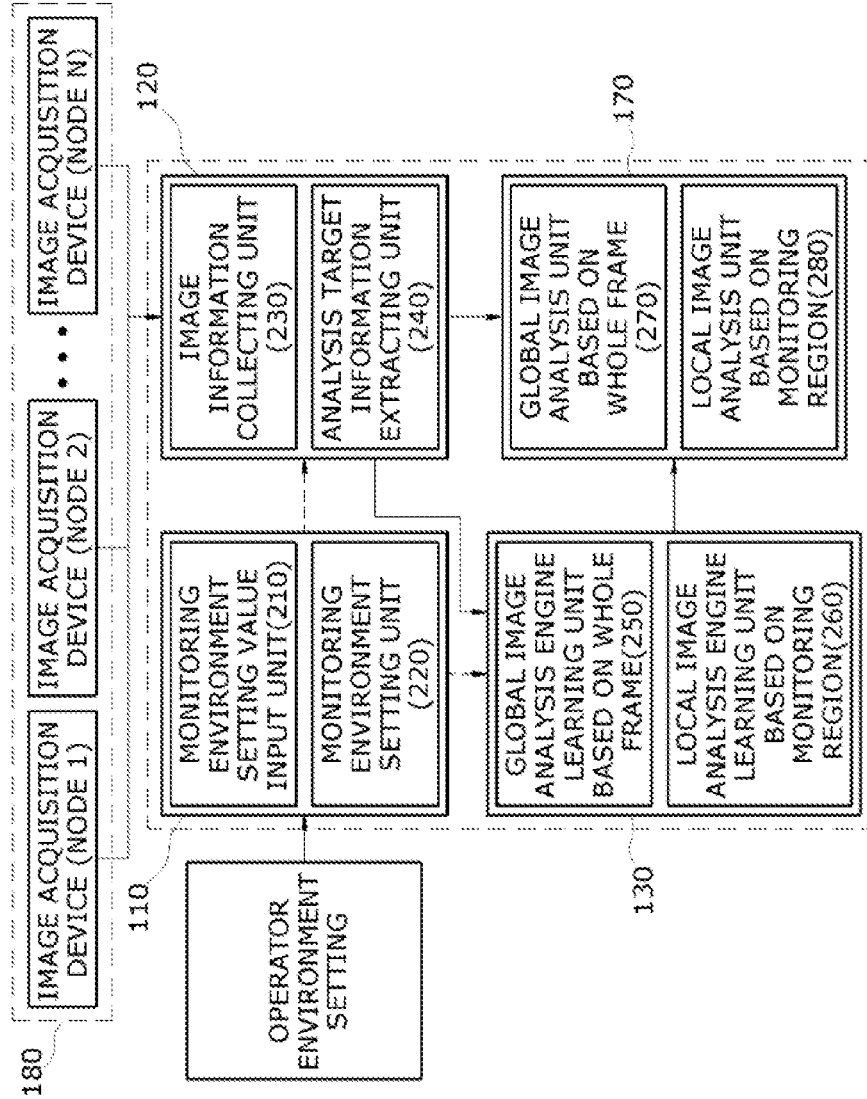 180
IMAGE ACQUISITION
DEVICE (NODE 1)
IMAGE ACQUISITION
DEVICE (NODE 2)
IMAGE ACQUISITION
DEVICE (NODE N)
OPERATOR
ENVIRONMENT
SETTING
110
MONITORING
ENVIRONMENT
SETTING VALUE
INPUT UNIT(210)
MONITORING
ENVIRONMENT
SETTING UNIT
(220)
120
IMAGE
INFORMATION
COLLECTING UNIT
(230)
ANALYSIS TARGET
INFORMATION
EXTRACTING UNIT
(240)
130
GLOBAL IMAGE
ANALYSIS ENGINE
LEARNING UNIT
BASED ON WHOLE
FRAME(250)
LOCAL IMAGE
ANALYSIS ENGINE
LEARNING UNIT
BASED ON
MONITORING
REGION(260)
170
GLOBAL IMAGE
ANALYSIS UNIT
BASED ON
WHOLE FRAME
(270)
LOCAL IMAGE
ANALYSIS UNIT
BASED ON
MONITORING
REGION(280)